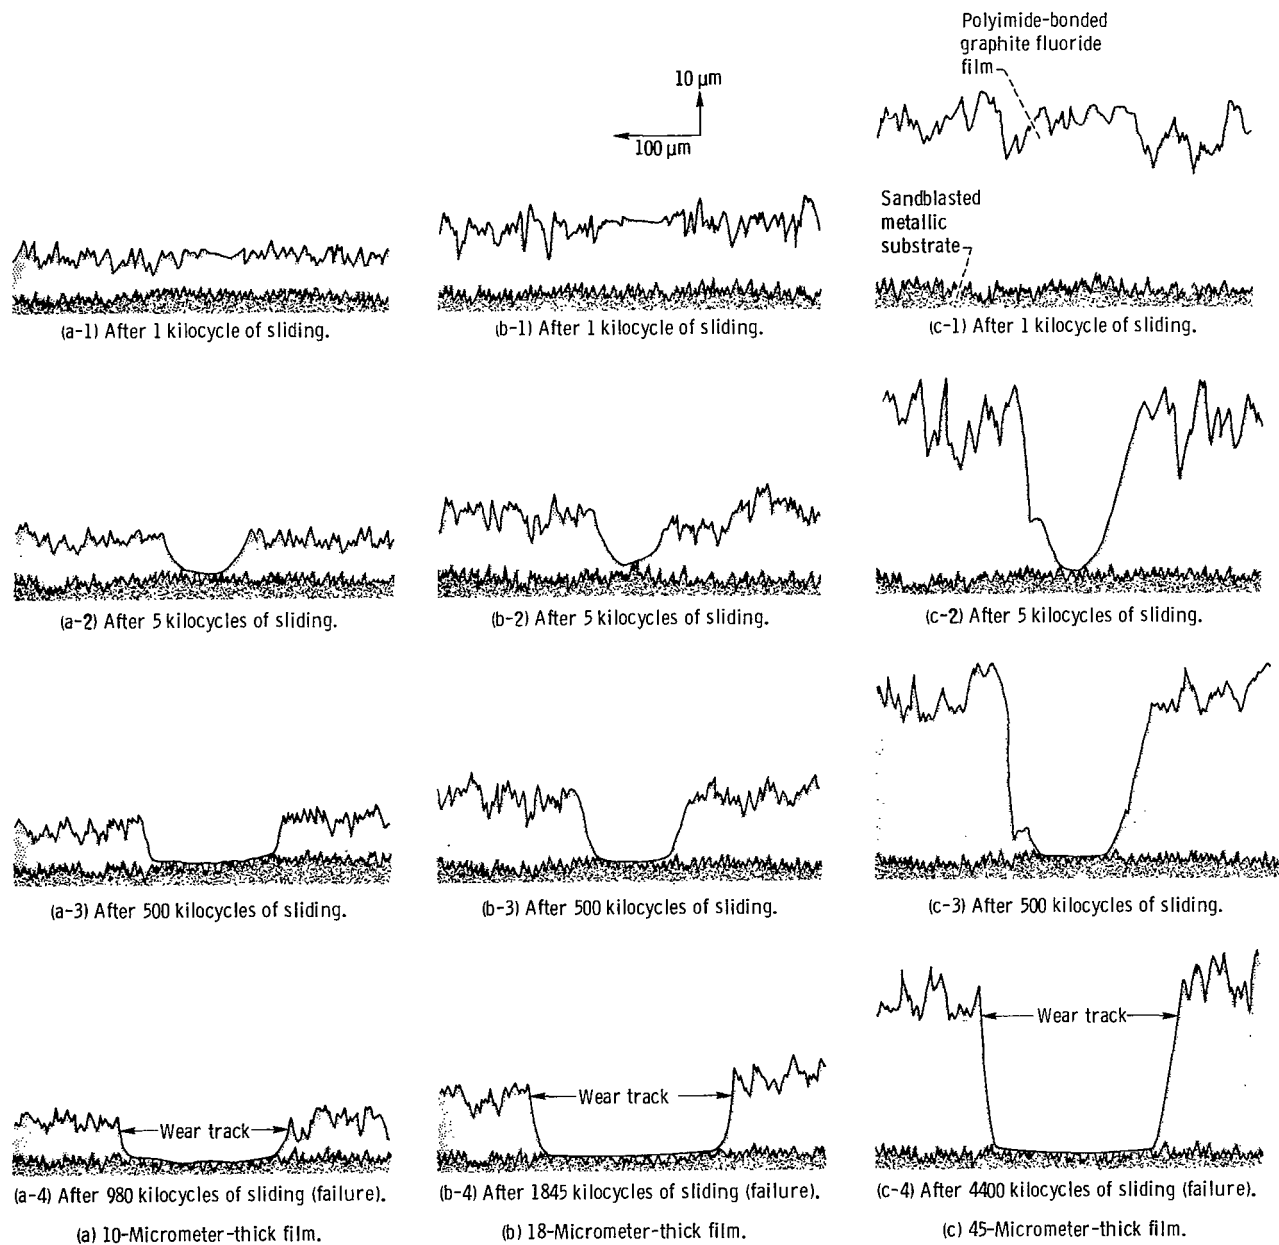 Polyimide-bonded
graphite fluoride
film
10 μm
100 μm
Sandblasted
metallic
substrate
(a-1) After 1 kilocycle of sliding.
(b-1) After 1 kilocycle of sliding.
(c-1) After 1 kilocycle of sliding.
(a-2) After 5 kilocycles of sliding.
(b-2) After 5 kilocycles of sliding.
(c-2) After 5 kilocycles of sliding.
(a-3) After 500 kilocycles of sliding.
(b-3) After 500 kilocycles of sliding.
(c-3) After 500 kilocycles of sliding.
Wear track
Wear track
Wear track
(a-4) After 980 kilocycles of sliding (failure).
(b-4) After 1845 kilocycles of sliding (failure).
(c-4) After 4400 kilocycles of sliding (failure).
(a) 10-Micrometer-thick film.
(b) 18-Micrometer-thick film.
(c) 45-Micrometer-thick film.